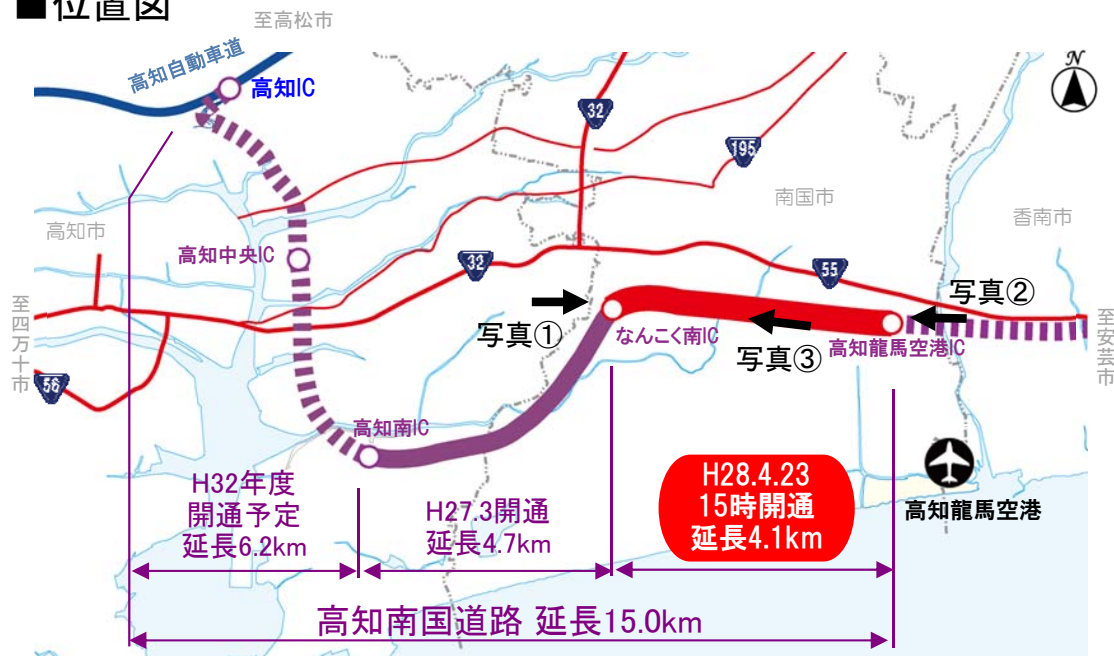 ■位置図
至高松市
N
高知自動車道
高知IC
32
195
南国市
香南市
高知市
高知中央IC
32
55
写真②
至四万十市
至安芸市
写真①
なんこく南IC
写真③
高知龍馬空港IC
56
高知南IC
H32年度
開通予定
延長6.2km
H27.3開通
延長4.7km
H28.4.23
15時開通
延長4.1km
高知龍馬空港
高知南国道路 延長15.0km